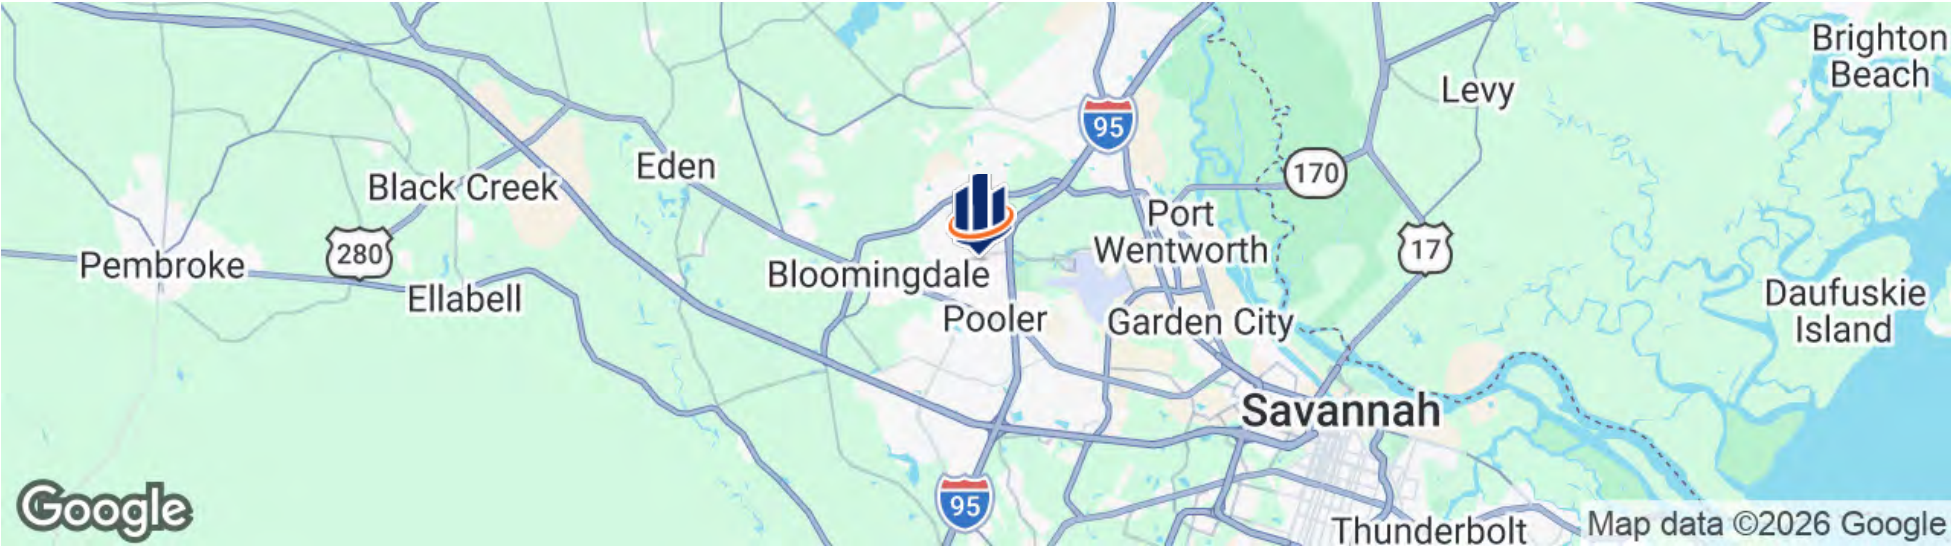 Brighton
Beach
Levy
95
Eden
170
Black Creek
Port
Wentworth
280
17
Pembroke
Bloomingdale
Ellabell
Daufuskie
Island
Pooler
Garden City
Savannah
95
Google
Thunderbolt
Map data ©2026 Google